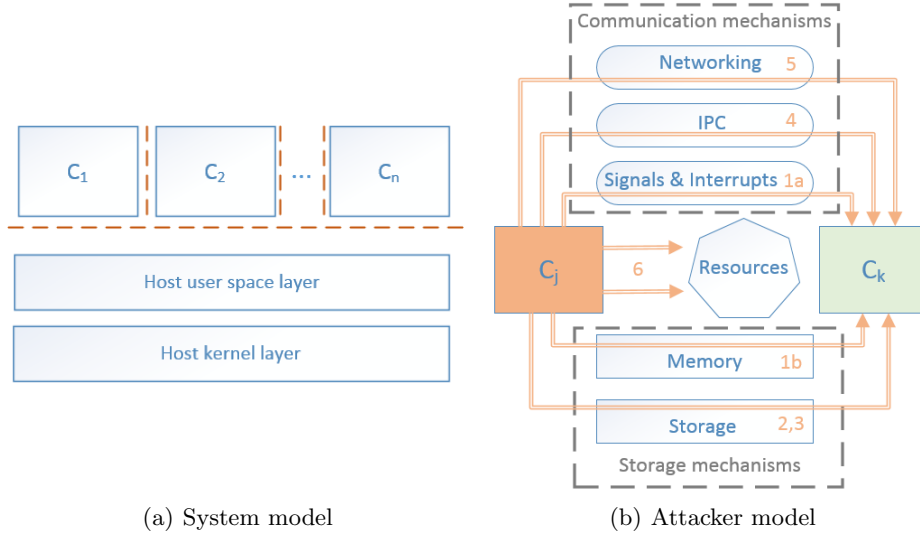 C1
C2
...
Cn
Host user space layer
Host kernel layer
(a) System model
Communication mechanisms
Networking 5
IPC 4
Signals & Interrupts 1a
Cj
6
Resources
Ck
Memory 1b
Storage 2,3
Storage mechanisms
(b) Attacker model